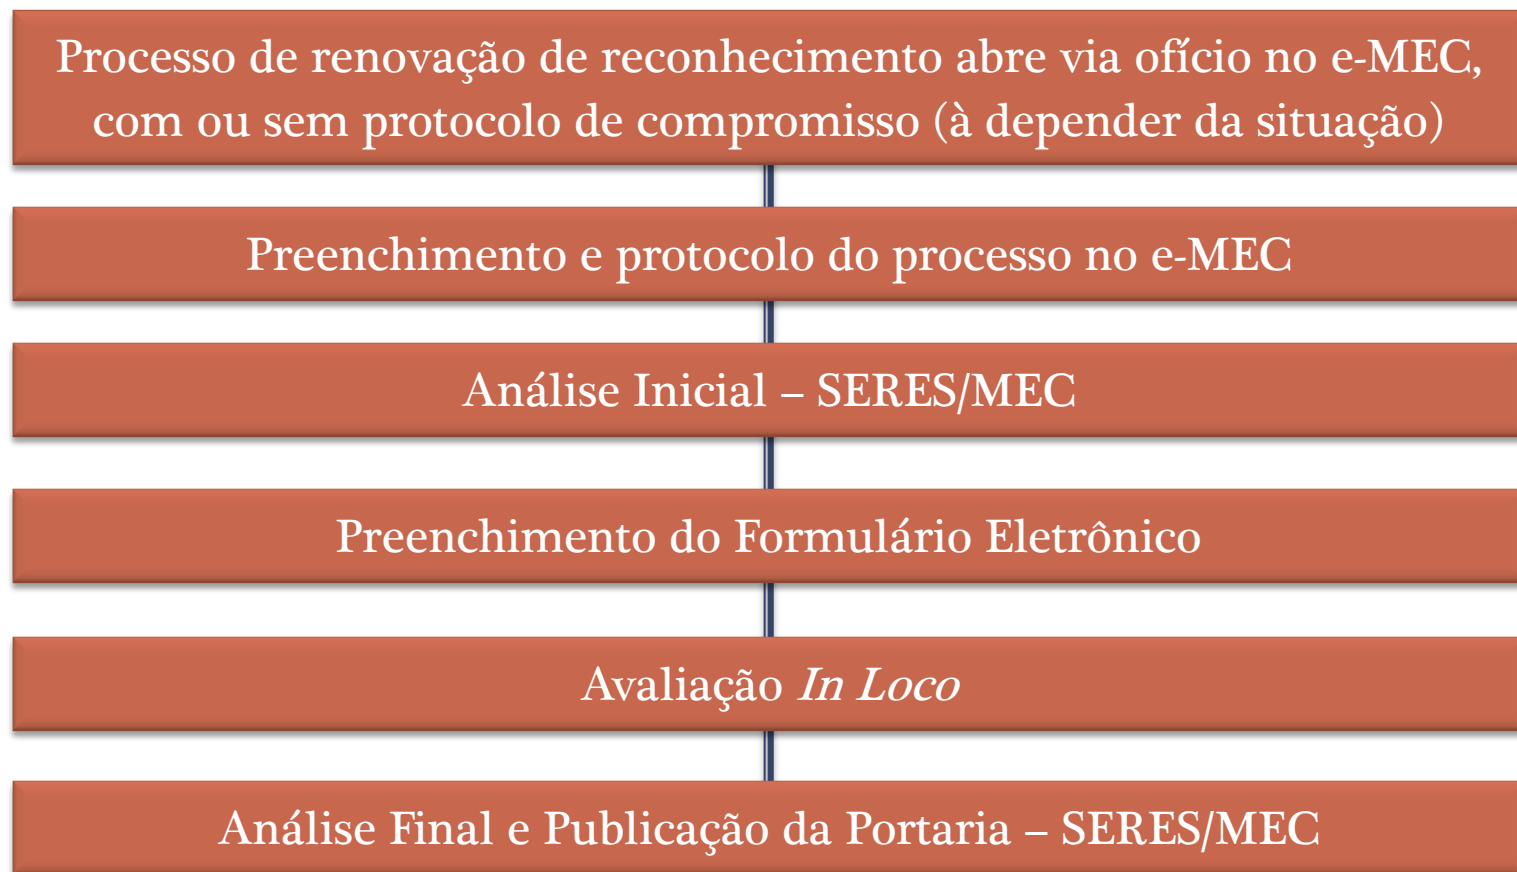 Processo de renovação de reconhecimento abre via ofício no e-MEC,
com ou sem protocolo de compromisso (à depender da situação)
Preenchimento e protocolo do processo no e-MEC
Análise Inicial – SERES/MEC
Preenchimento do Formulário Eletrônico
Avaliação In Loco
Análise Final e Publicação da Portaria – SERES/MEC